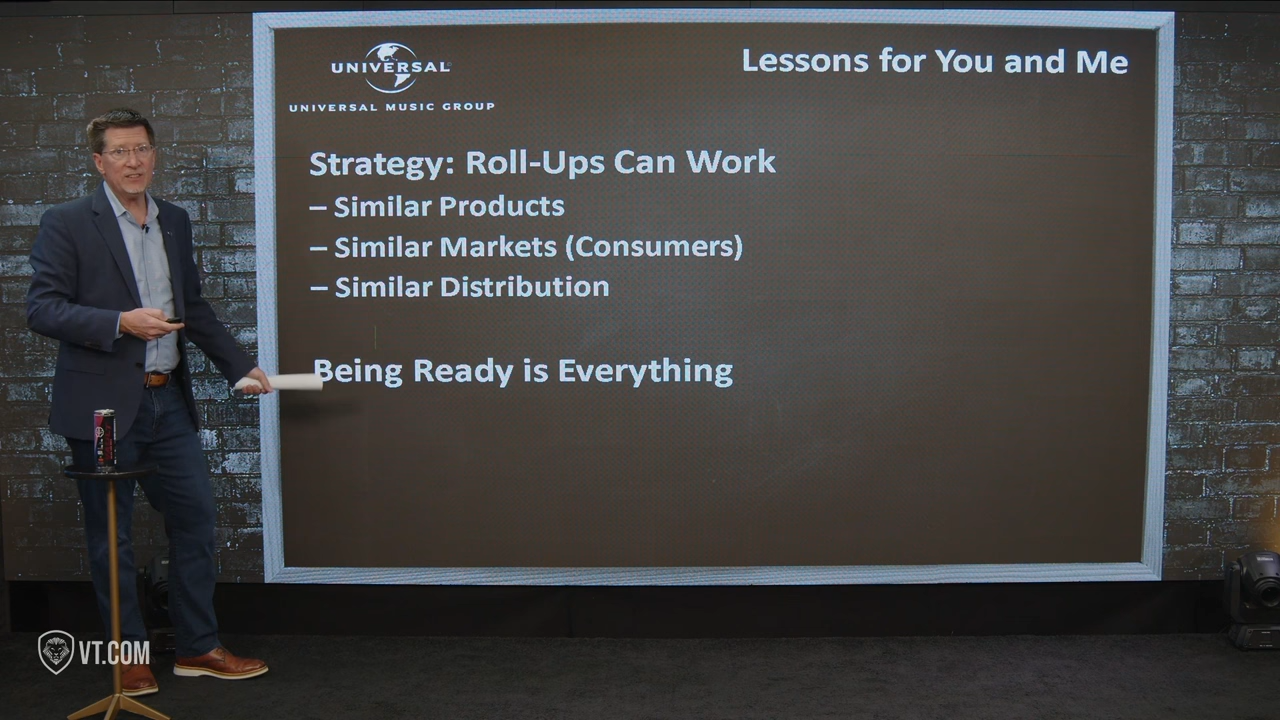 UNIVERSAL
UNIVERSAL MUSIC GROUP
Lessons for You and Me
Strategy: Roll-Ups Can Work
– Similar Products
– Similar Markets (Consumers)
– Similar Distribution
Being Ready is Everything
VT.COM